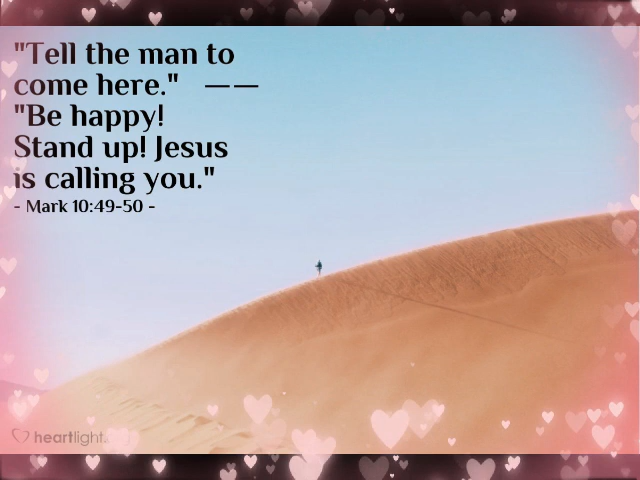 "Tell the man to
come here." ——
"Be happy!
Stand up! Jesus
is calling you."
- Mark 10:49-50 -
heartlight.